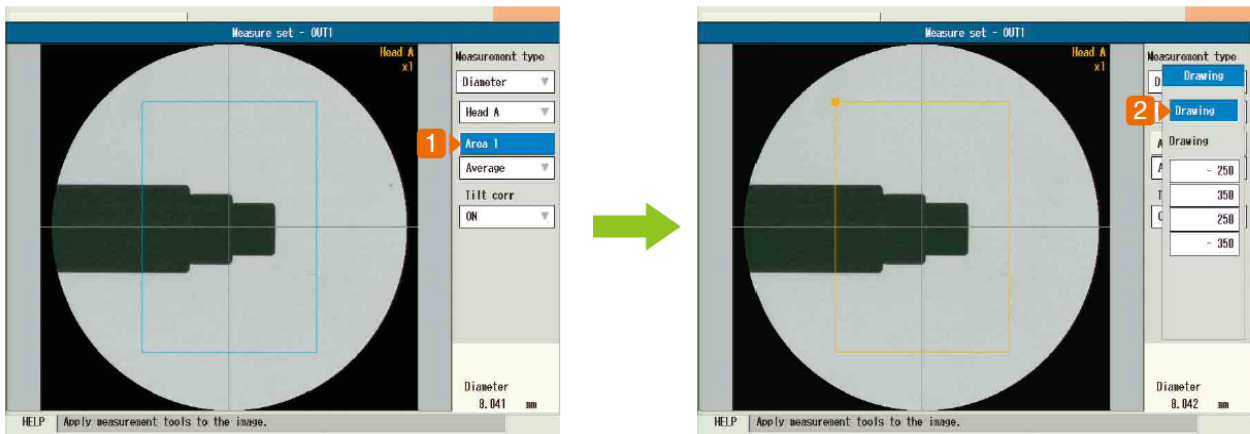 Measure set - OUT1
Head A
x1
Measurement type
Diameter
Head A
1
Area 1
Average
Tilt corr
ON
Diameter
8.041 mm
HELP Apply measurement tools to the image.
Measure set - OUT1
Head A
x1
Measurement type
D
Drawing
2
Drawing
A
Drawing
A
- 250
T
350
250
- 350
Diameter
8.042 mm
HELP Apply measurement tools to the image.